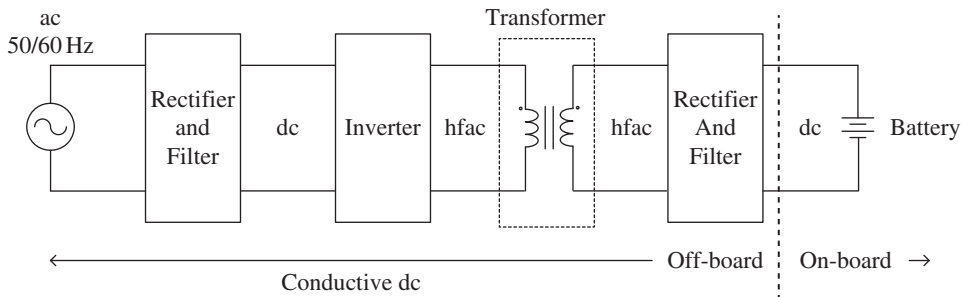 ac
50/60 Hz
Transformer
Rectifier
and
Filter
dc
Inverter
hfac
hfac
Rectifier
And
Filter
dc
Battery
Off-board
On-board
Conductive dc